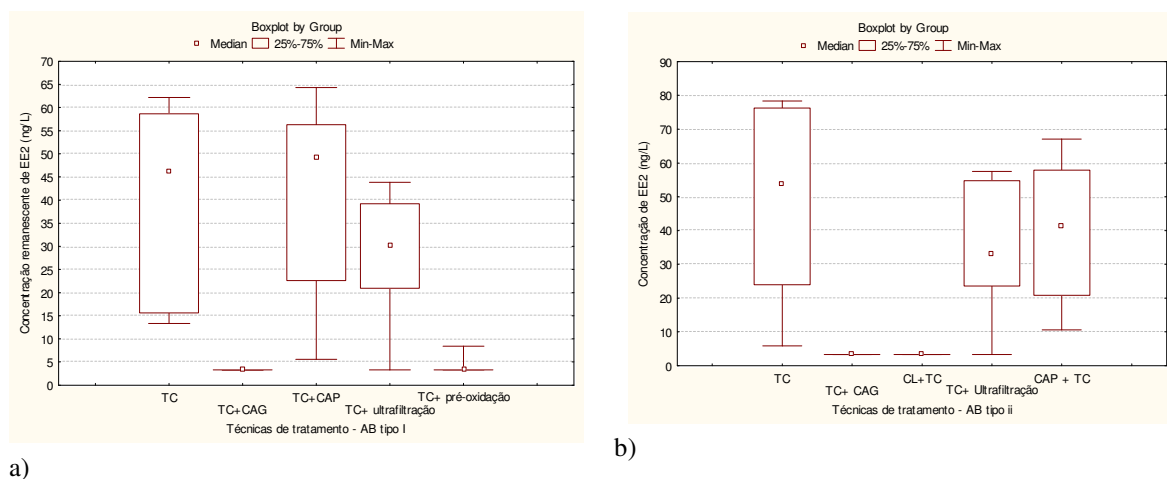 Boxplot by Group
Median 25%-75% Min-Max
70
65
60
55
50
45
40
35
30
25
20
15
10
5
0
Concentração remanescente de EE2 (ng/L)
TC
TC+CAG
TC+CAP
TC+ ultrafiltração
TC+ pré-oxidação
Técnicas de tratamento - AB tipo I
a)
Boxplot by Group
Median 25%-75% Min-Max
90
80
70
60
50
40
30
20
10
0
Concentração de EE2 (ng/L)
TC
TC+ CAG
CL+TC
TC+ Ultrafiltração
CAP + TC
Técnicas de tratamento - AB tipo ii
b)